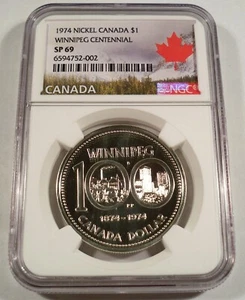 1974 NICKEL CANADA $1
WINNIPEG CENTENNIAL
SP 69
6594752-002
CANADA
NGC
WINNIPEG
100
1874-1974
CANADA DOLLAR